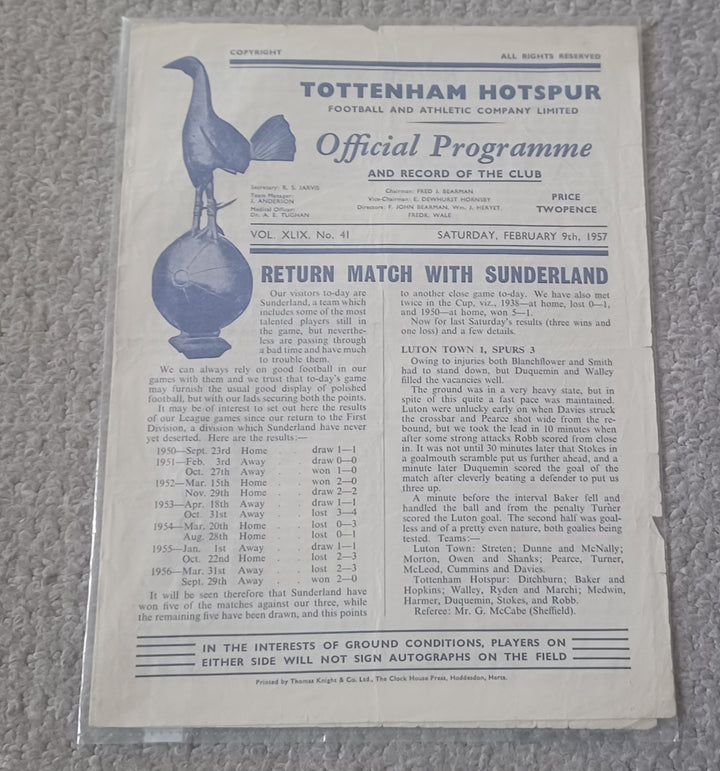 COPYRIGHT
ALL RIGHTS RESERVED
TOTTENHAM HOTSPUR
FOOTBALL AND ATHLETIC COMPANY LIMITED
Official Programme
AND RECORD OF THE CLUB
Secretary: R. S. JARVIS
Team Manager:
J. ANDERSON
Medical Officer:
Dr. A. E. TUGHAN
Chairman: FRED J. BEARMAN
Vice-Chairman: E. DEWHURST HORNSBY
Directors: F. JOHN BEARMAN, Wm. J. HERYET,
FREDK. WALE
PRICE
TWOPENCE
VOL. XLIX. No. 41
SATURDAY, FEBRUARY 9th, 1957
RETURN MATCH WITH SUNDERLAND
Our visitors to-day are
Sunderland, a team which
includes some of the most
talented players still in
the game, but neverthe-
less are passing through
a bad time and have much
to trouble them.
We can always rely on good football in our
games with them and we trust that to-day's game
may furnish the usual good display of polished
football, but with our lads securing both the points.
It may be of interest to set out here the results
of our League games since our return to the First
Division, a division which Sunderland have never
yet deserted. Here are the results:—
1950—Sept. 23rd Home . . draw 1—1
1951—Feb. 3rd Away . . draw 0—0
Oct. 27th Away . . won 1—0
1952—Mar. 15th Home . . won 2—0
Nov. 29th Home . . draw 2—2
1953—Apr. 18th Away . . draw 1—1
Oct. 31st Away . . lost 3—4
1954—Mar. 20th Home . . lost 0—3
Aug. 28th Home . . lost 0—1
1955—Jan. 1st Away . . draw 1—1
Oct. 22nd Home . . lost 2—3
1956—Mar. 31st Away . . lost 2—3
Sept. 29th Away . . won 2—0
It will be seen therefore that Sunderland have
won five of the matches against our three, while
the remaining five have been drawn, and this points
to another close game to-day. We have also met
twice in the Cup, viz., 1938—at home, lost 0—1,
and 1950—at home, won 5—1.
Now for last Saturday's results (three wins and
one loss) and a few details.
LUTON TOWN 1, SPURS 3
Owing to injuries both Blanchflower and Smith
had to stand down, but Duquemin and Walley
filled the vacancies well.
The ground was in a very heavy state, but in
spite of this quite a fast pace was maintained.
Luton were unlucky early on when Davies struck
the crossbar and Pearce shot wide from the re-
bound, but we took the lead in 10 minutes when
after some strong attacks Robb scored from close
in. It was not until 30 minutes later that Stokes in
a goalmouth scramble put us further ahead, and a
minute later Duquemin scored the goal of the
match after cleverly beating a defender to put us
three up.
A minute before the interval Baker fell and
handled the ball and from the penalty Turner
scored the Luton goal. The second half was goal-
less and of a pretty even nature, both goalies being
tested. Teams:—
Luton Town: Streten; Dunne and McNally;
Morton, Owen and Shanks; Pearce, Turner,
McLeod, Cummins and Davies.
Tottenham Hotspur: Ditchburn; Baker and
Hopkins; Walley, Ryden and Marchi; Medwin,
Harmer, Duquemin, Stokes, and Robb.
Referee: Mr. G. McCabe (Sheffield).
IN THE INTERESTS OF GROUND CONDITIONS, PLAYERS ON
EITHER SIDE WILL NOT SIGN AUTOGRAPHS ON THE FIELD
Printed by Thomas Knight & Co. Ltd., The Clock House Press, Hoddesdon, Herts.